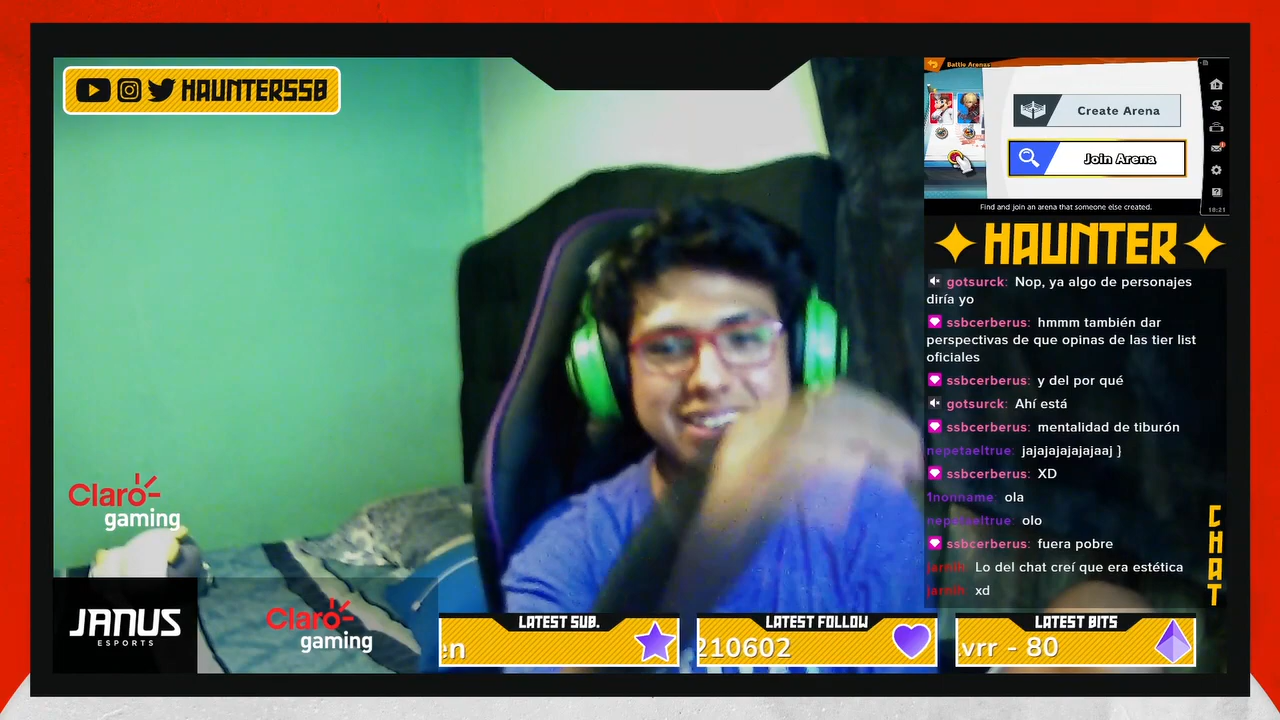 HAUNTERSSB
Battle Arenas
Create Arena
Join Arena
Find and join an arena that someone else created.
18:21
HAUNTER
gotsurck: Nop, ya algo de personajes
diría yo
ssbcerberus: hmmm también dar
perspectivas de que opinas de las tier list
oficiales
ssbcerberus: y del por qué
gotsurck: Ahí está
ssbcerberus: mentalidad de tiburón
nepetaeltrue: jajajajajajajaaj }
ssbcerberus: XD
1nonname: ola
nepetaeltrue: olo
ssbcerberus: fuera pobre
Lo del chat creí que era estética
xd
CHAT
Claro
gaming
JANUS
ESPORTS
Claro
gaming
LATEST SUB.
en
LATEST FOLLOW
210602
LATEST BITS
vrr - 80